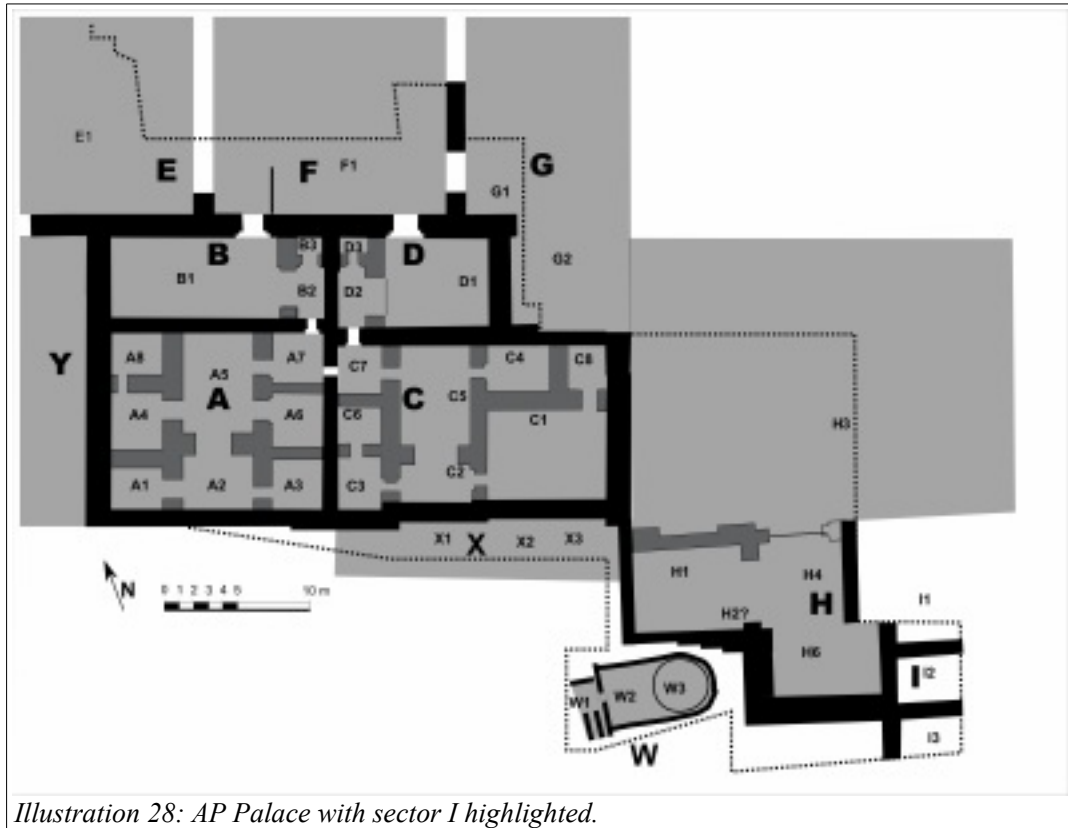 E1
E
F
F1
G
G1
G2
B
B1
B3
B2
D3
D
D2
D1
Y
A8
A5
A7
A
A4
A6
A1
A2
A3
C7
C4
C8
C5
C
C6
C1
C2
C3
H3
X1
X
X2
X3
N
0 1 2 3 4 5 10 m
H1
H4
H2?
H
H6
I1
I2
I3
W1
W2
W3
W
Illustration 28: AP Palace with sector I highlighted.